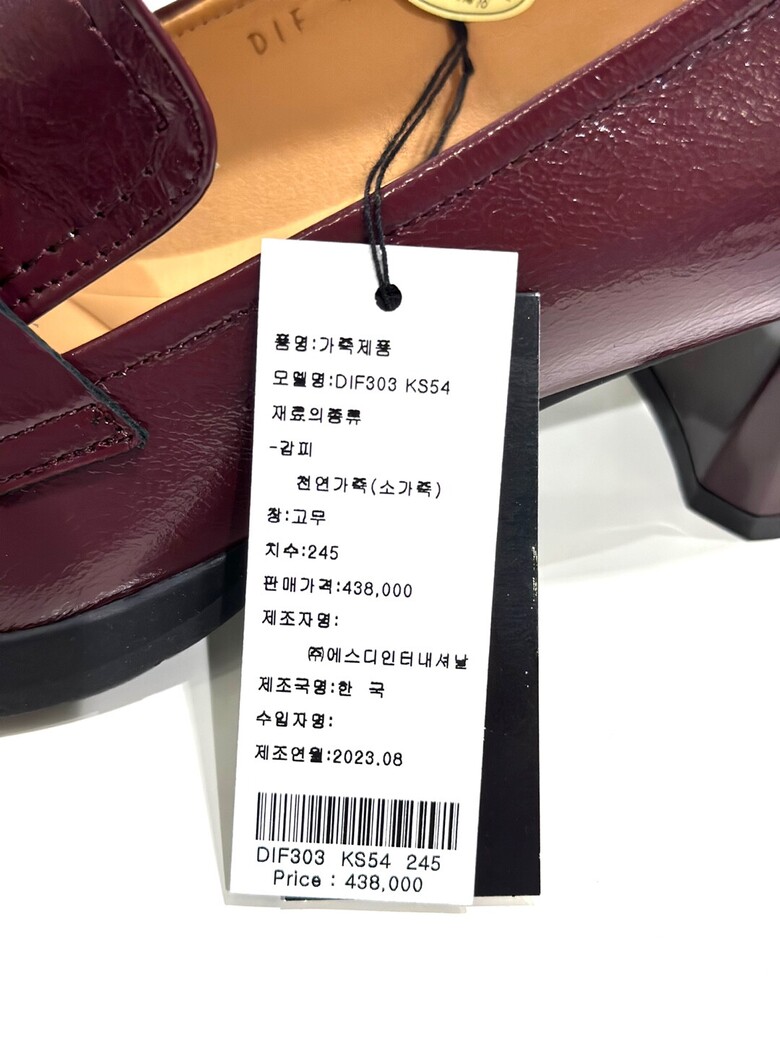 DIF
품명:가죽제품
모델명:DIF303 KS54
재료의종류
-갑피
천연가죽(소가죽)
창:고무
치수:245
판매가격:438,000
제조자명:
㈜에스디인터내셔날
제조국명:한 국
수입자명:
제조연월:2023.08
DIF303 KS54 245
Price : 438,000